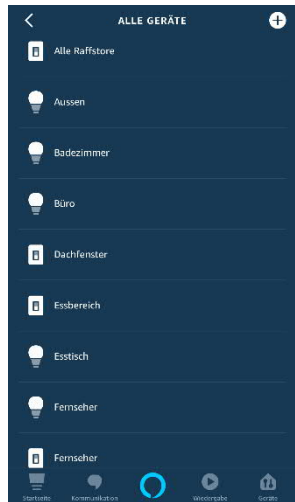 ALLE GERÄTE
Alle Raffstore
Aussen
Badezimmer
Büro
Dachfenster
Essbereich
Esstisch
Fernseher
Fernseher
Startseite Kommunikation Wiedergabe Geräte